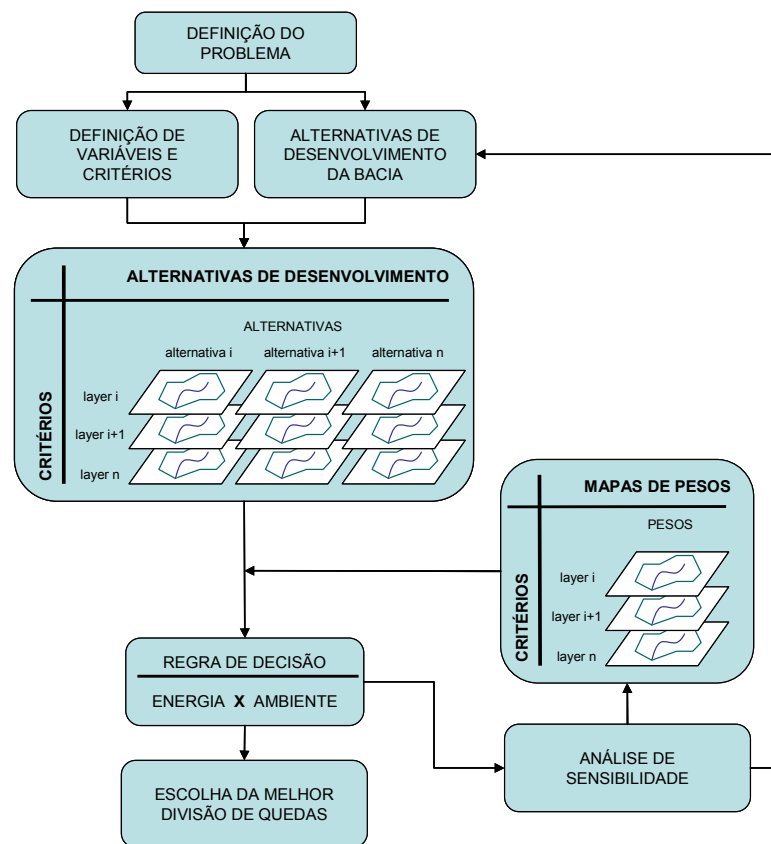 DEFINIÇÃO DO
PROBLEMA
DEFINIÇÃO DE
VARIÁVEIS E
CRITÉRIOS
ALTERNATIVAS DE
DESENVOLVIMENTO
DA BACIA
ALTERNATIVAS DE DESENVOLVIMENTO
ALTERNATIVAS
alternativa i
alternativa i+1
alternativa n
CRITÉRIOS
layer i
layer i+1
layer n
MAPAS DE PESOS
PESOS
CRITÉRIOS
layer i
layer i+1
layer n
REGRA DE DECISÃO
ENERGIA X AMBIENTE
ANÁLISE DE
SENSIBILIDADE
ESCOLHA DA MELHOR
DIVISÃO DE QUEDAS